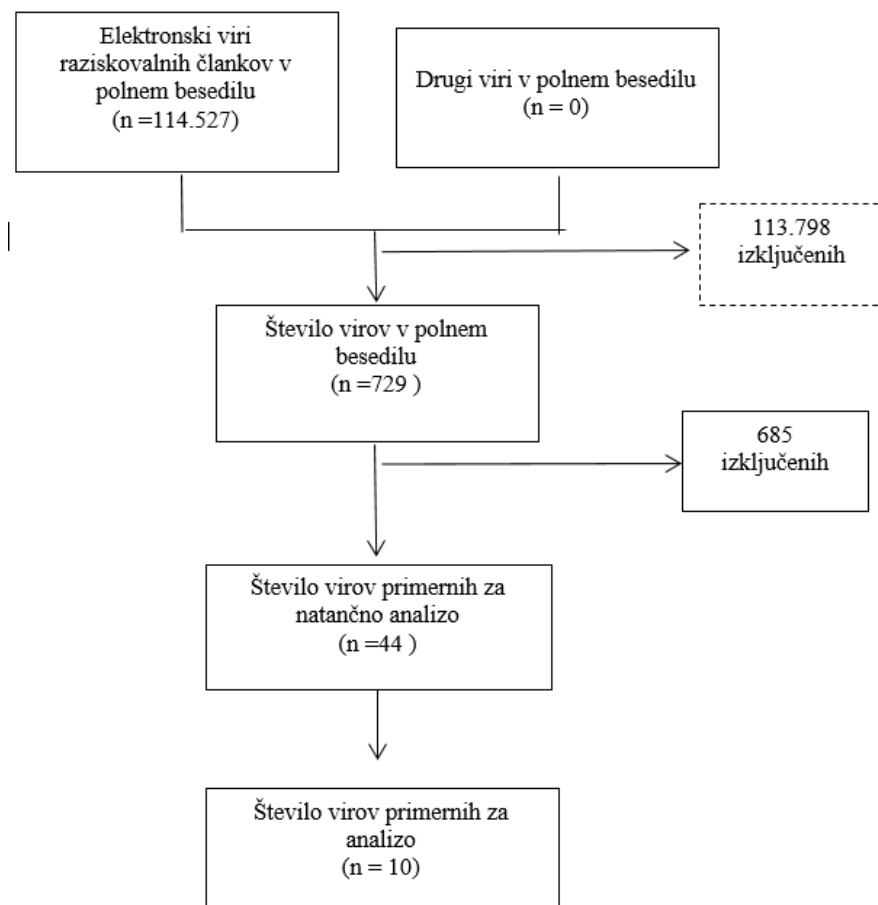 Elektronski viri
raziskovalnih člankov v
polnem besedilu
(n =114.527)
Drugi viri v polnem besedilu
(n = 0)
113.798
izključenih
Število virov v polnem
besedilu
(n =729 )
685
izključenih
Število virov primernih za
natančno analizo
(n =44 )
Število virov primernih za
analizo
(n = 10)